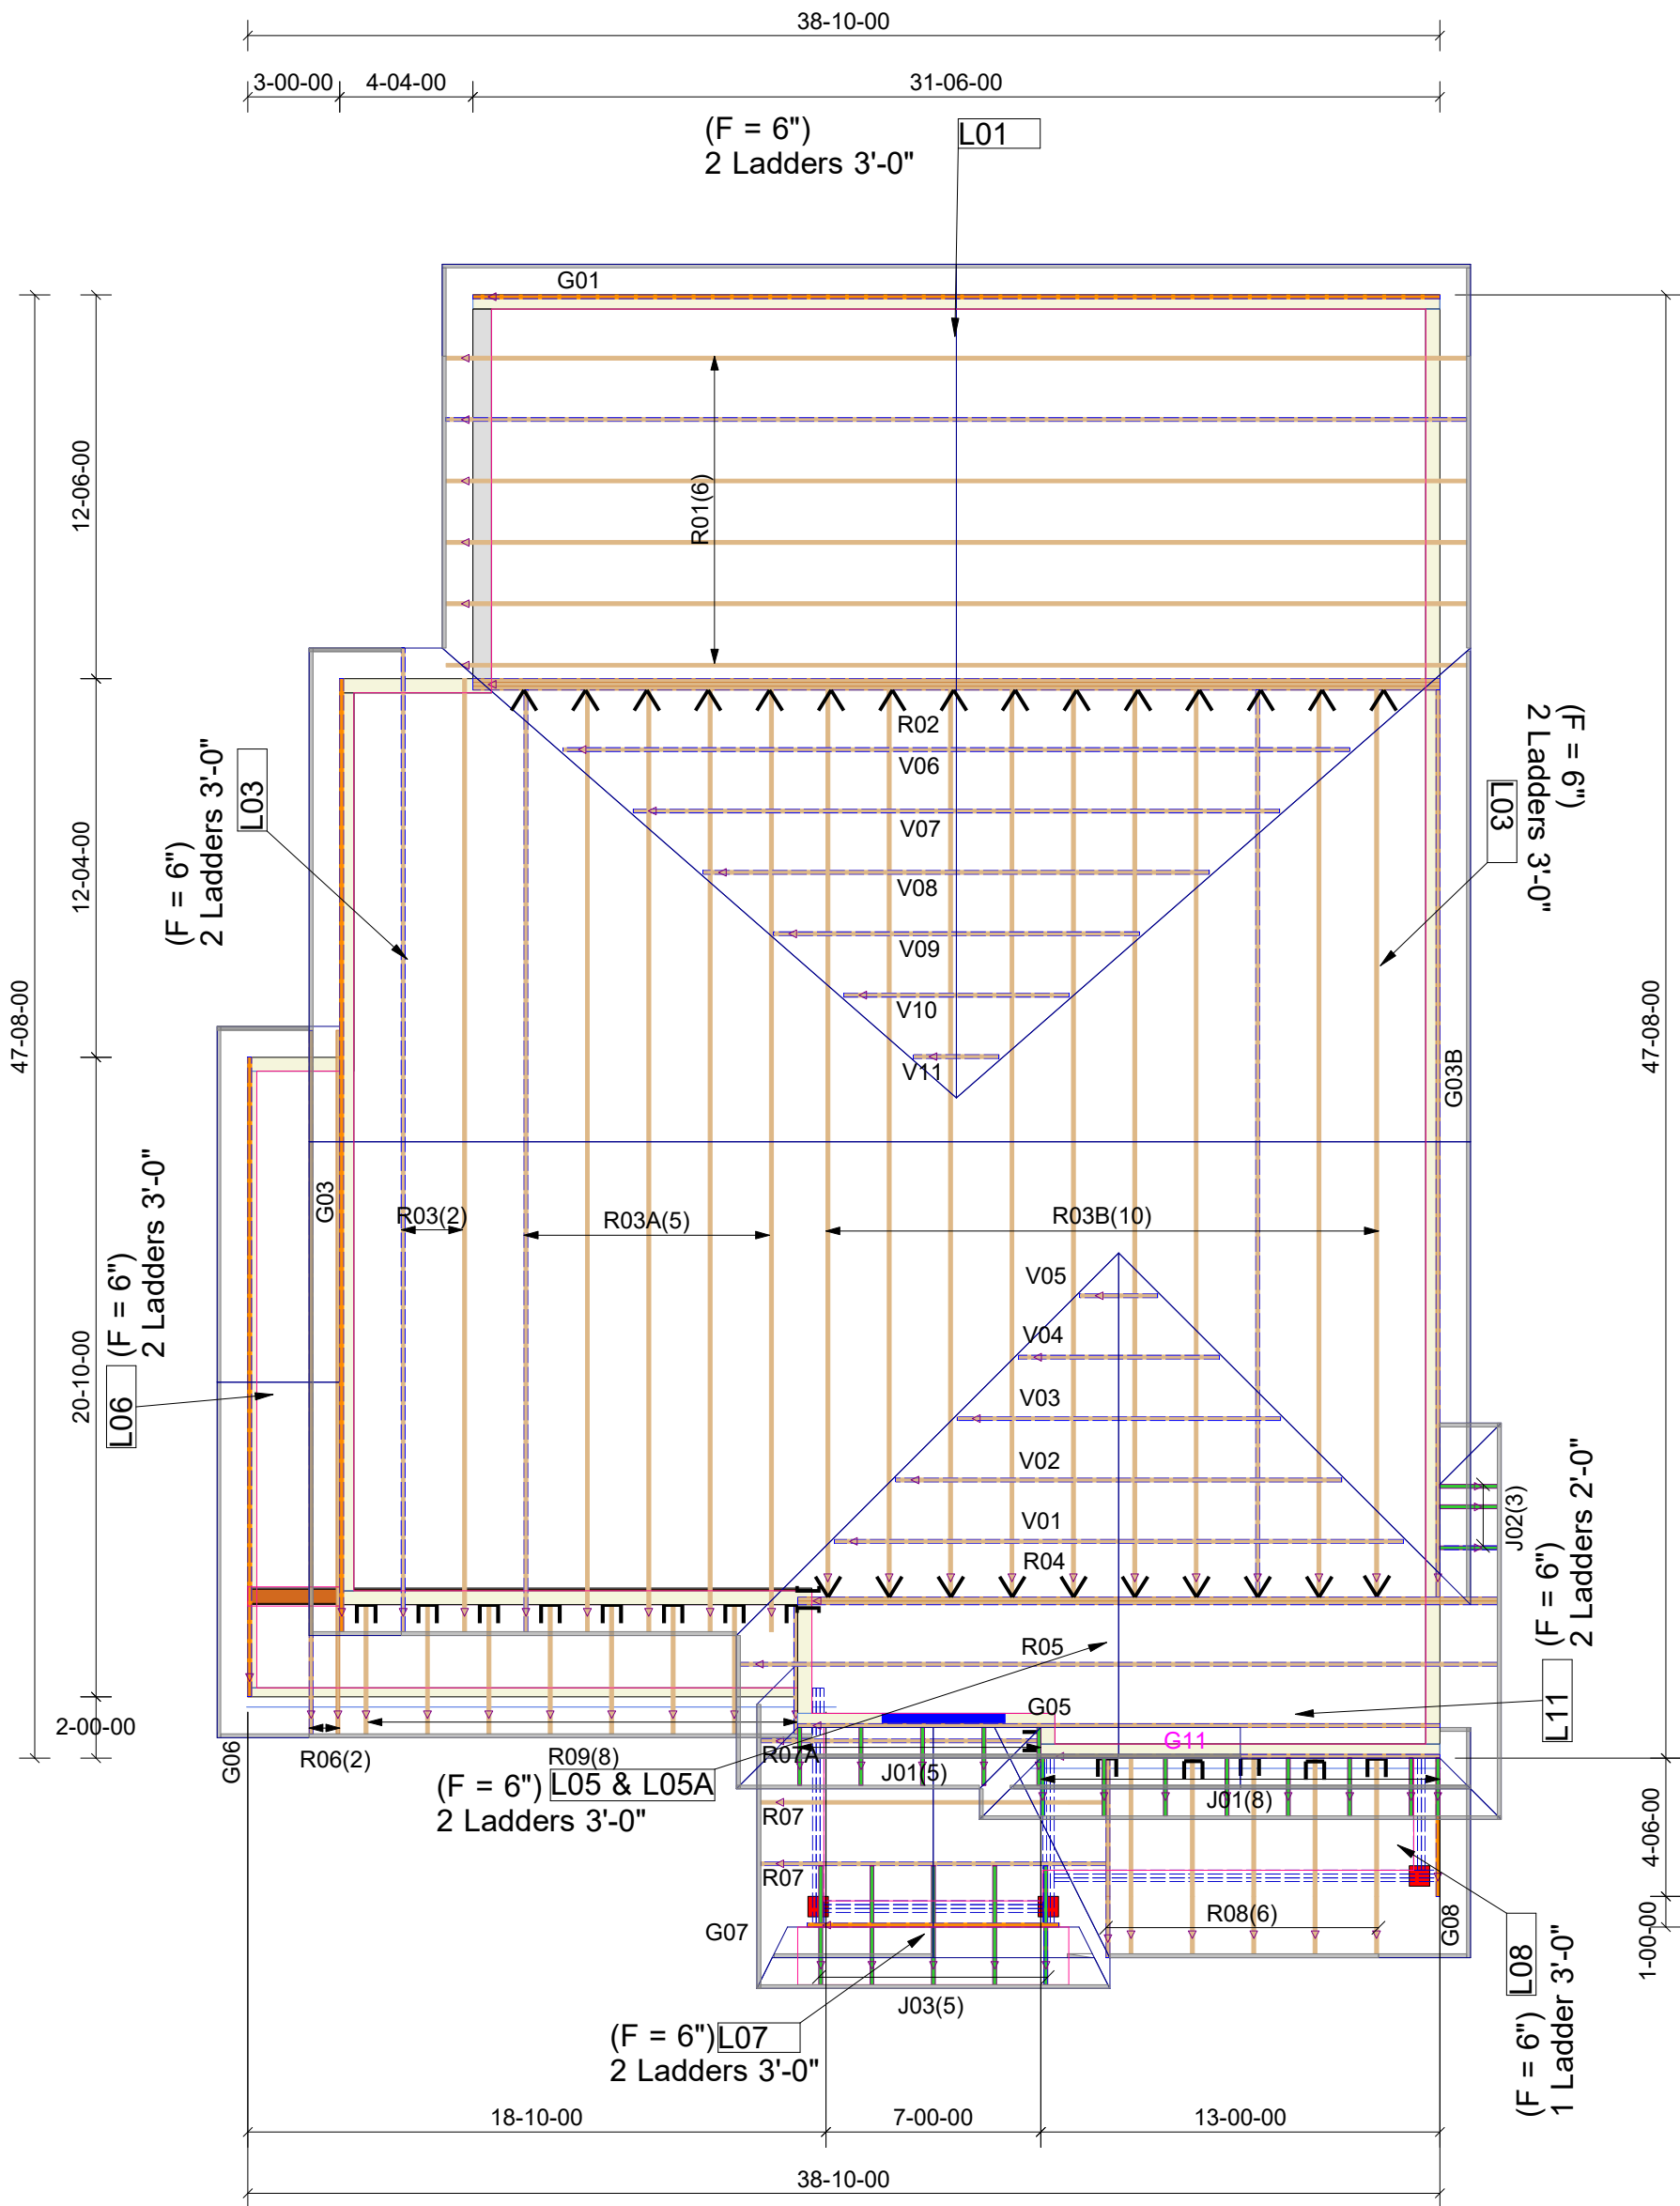 38-10-00
3-00-00
4-04-00
31-06-00
(F = 6")
2 Ladders 3'-0"
L01
G01
12-06-00
R01(6)
47-08-00
12-04-00
L03
(F = 6")
2 Ladders 3'-0"
R02
V06
V07
V08
V09
V10
V11
(F = 6")
2 Ladders 3'-0"
L03
47-08-00
G03B
G03
R03(2)
R03A(5)
R03B(10)
20-10-00
L06
(F = 6")
2 Ladders 3'-0"
V05
V04
V03
V02
V01
R04
J02(3)
(F = 6")
2 Ladders 2'-0"
L11
R05
G05
G11
2-00-00
G06
R06(2)
R09(8)
R07A
J01(5)
J01(8)
(F = 6")
L05 & L05A
2 Ladders 3'-0"
R07
R07
R08(6)
G07
G08
4-06-00
1-00-00
J03(5)
(F = 6")
L07
2 Ladders 3'-0"
L08
(F = 6")
1 Ladder 3'-0"
18-10-00
7-00-00
13-00-00
38-10-00